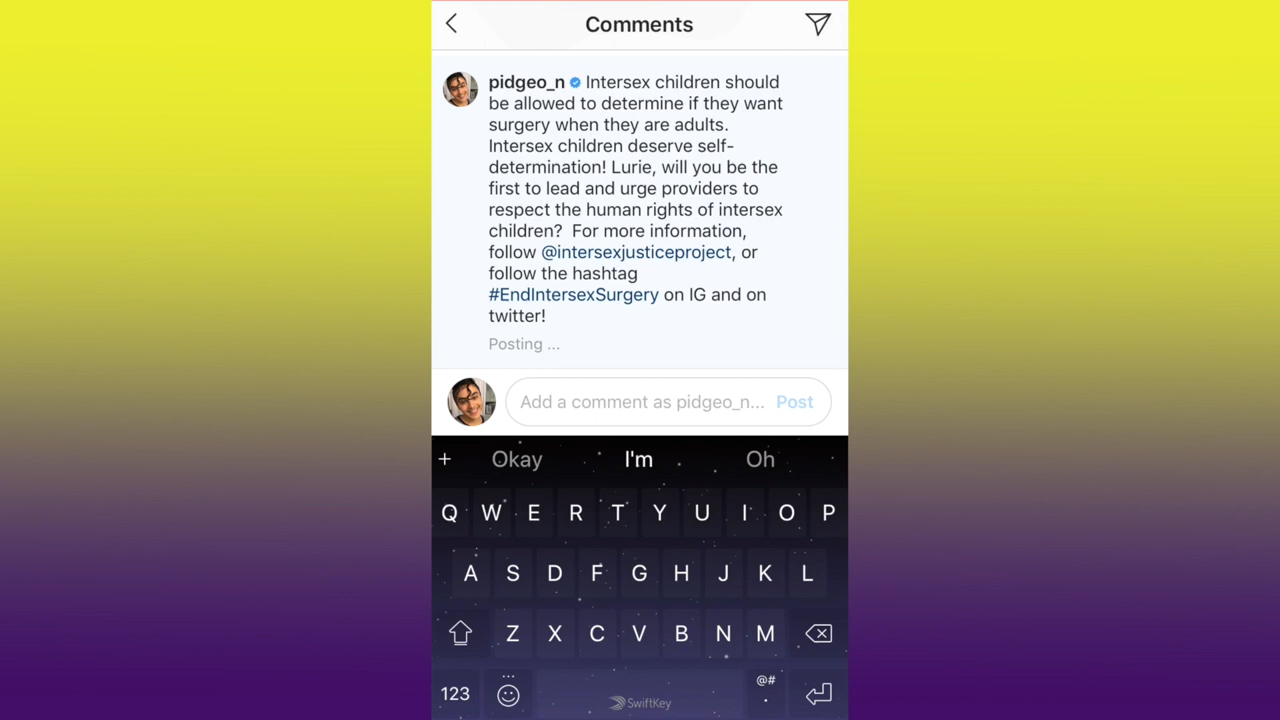 Comments
pidgeo_n Intersex children should
be allowed to determine if they want
surgery when they are adults.
Intersex children deserve self-
determination! Lurie, will you be the
first to lead and urge providers to
respect the human rights of intersex
children?  For more information,
follow @intersexjusticeproject, or
follow the hashtag
#EndIntersexSurgery on IG and on
twitter!
Posting ...
Add a comment as pidgeo_n... Post
+ Okay I'm Oh
Q W E R T Y U I O P
A S D F G H J K L
Z X C V B N M
@#
123 ... SwiftKey .